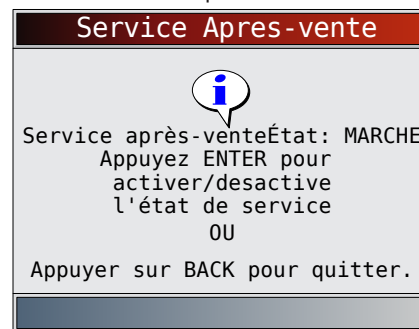 Service Apres-vente
i
Service après-venteÉtat: MARCHE
Appuyez ENTER pour
activer/desactive
l'état de service
OU
Appuyer sur BACK pour quitter.